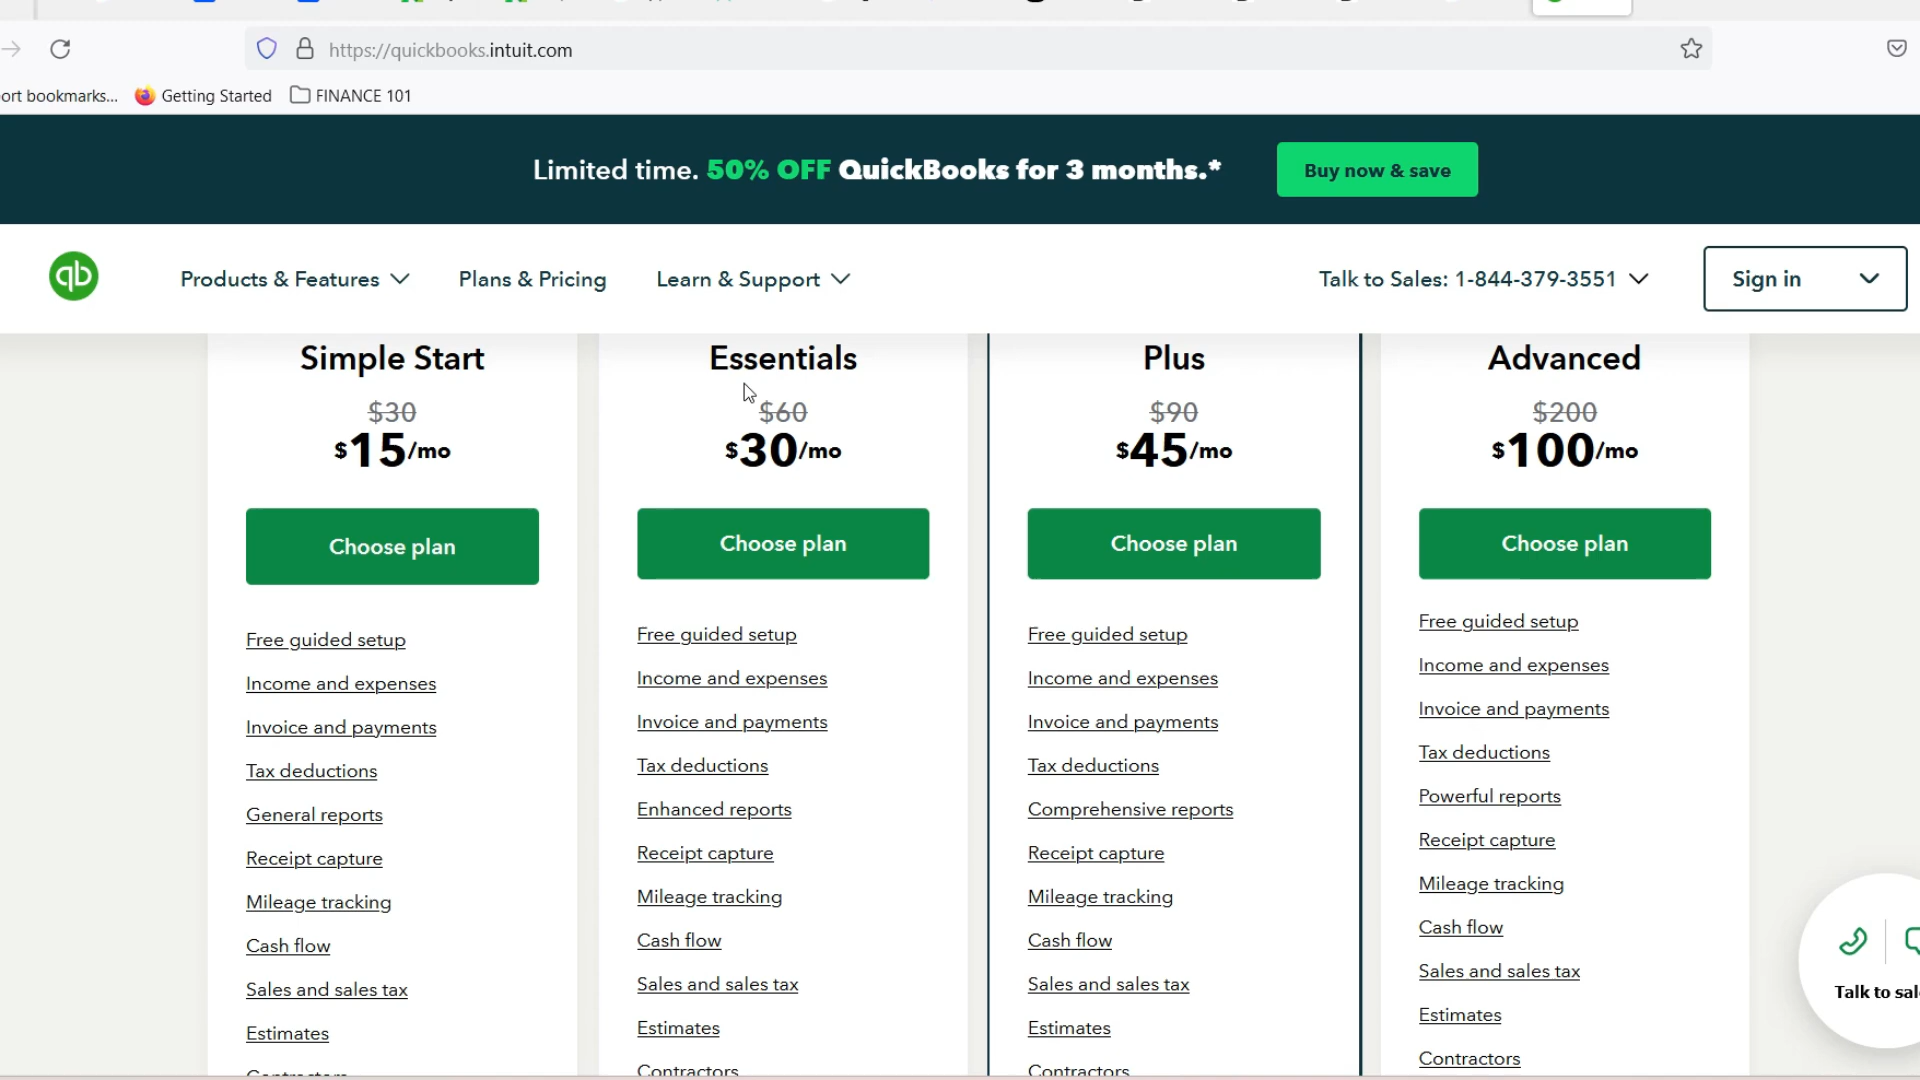 https://quickbooks.intuit.com
ort bookmarks... Getting Started FINANCE 101
Limited time. 50% OFF QuickBooks for 3 months.* Buy now & save
qb Products & Features Plans & Pricing Learn & Support Talk to Sales: 1-844-379-3551 Sign in
Simple Start
$30
$15/mo
Choose plan
Free guided setup
Income and expenses
Invoice and payments
Tax deductions
General reports
Receipt capture
Mileage tracking
Cash flow
Sales and sales tax
Estimates
Contractors
Essentials
$60
$30/mo
Choose plan
Free guided setup
Income and expenses
Invoice and payments
Tax deductions
Enhanced reports
Receipt capture
Mileage tracking
Cash flow
Sales and sales tax
Estimates
Contractors
Plus
$90
$45/mo
Choose plan
Free guided setup
Income and expenses
Invoice and payments
Tax deductions
Comprehensive reports
Receipt capture
Mileage tracking
Cash flow
Sales and sales tax
Estimates
Contractors
Advanced
$200
$100/mo
Choose plan
Free guided setup
Income and expenses
Invoice and payments
Tax deductions
Powerful reports
Receipt capture
Mileage tracking
Cash flow
Sales and sales tax
Estimates
Contractors
Talk to sal